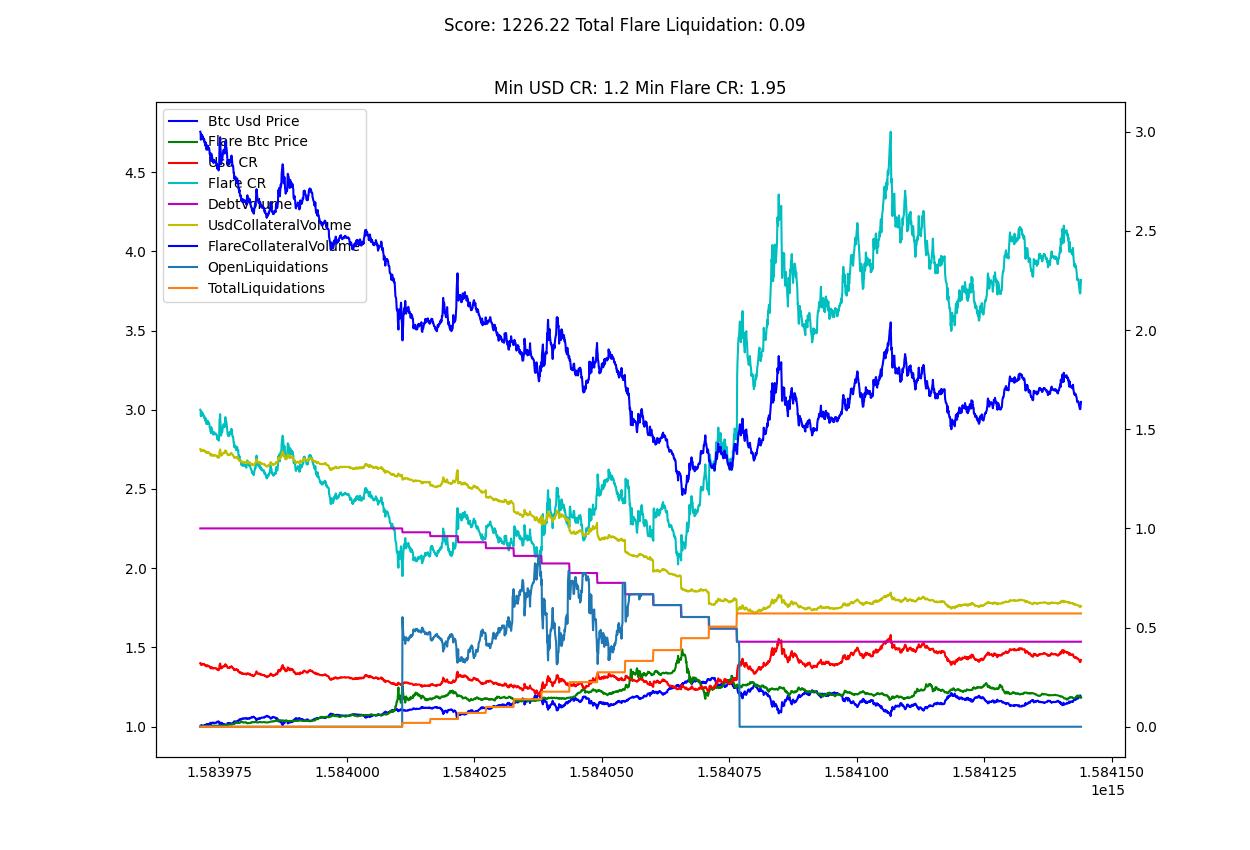 Score: 1226.22 Total Flare Liquidation: 0.09
Min USD CR: 1.2 Min Flare CR: 1.95
Btc Usd Price
Flare Btc Price
Usd CR
Flare CR
DebtVolume
UsdCollateralVolume
FlareCollateralVolume
OpenLiquidations
TotalLiquidations
4.5
4.0
3.5
3.0
2.5
2.0
1.5
1.0
3.0
2.5
2.0
1.5
1.0
0.5
0.0
1.583975 1.584000 1.584025 1.584050 1.584075 1.584100 1.584125 1.584150
1e15